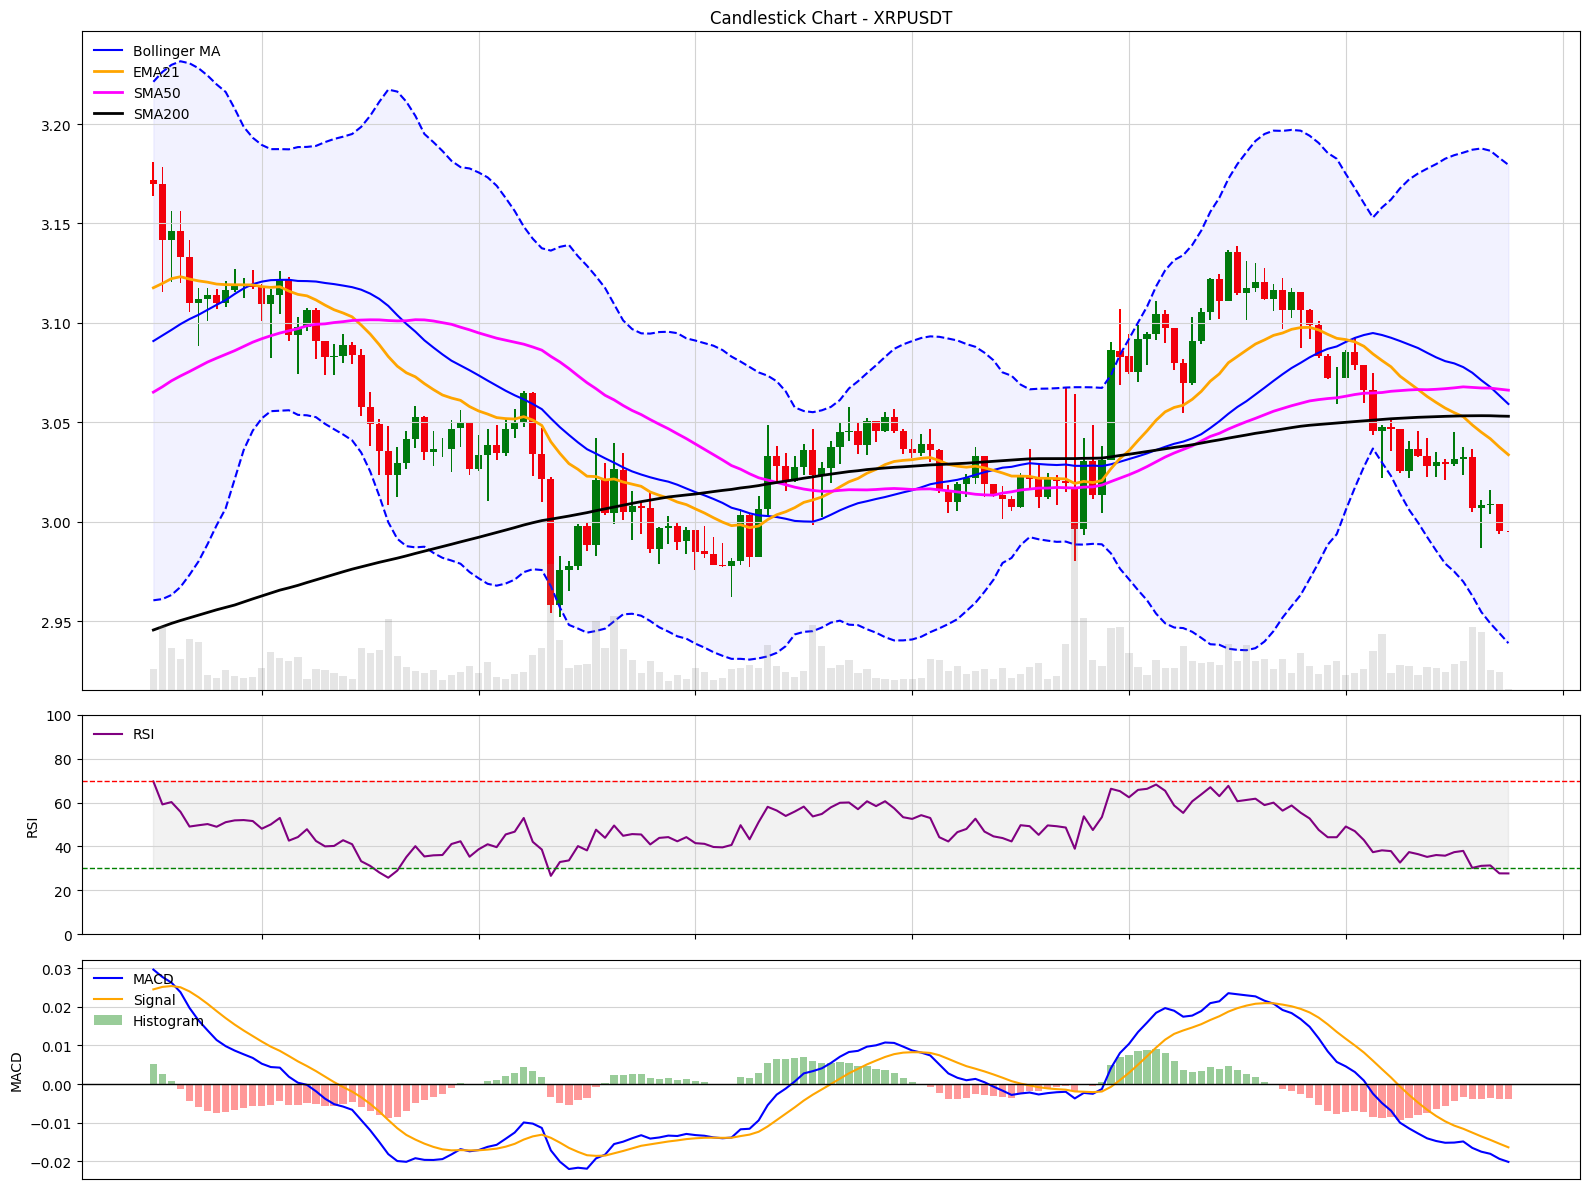 Candlestick Chart - XRPUSDT
Bollinger MA
EMA21
SMA50
SMA200
3.20
3.15
3.10
3.05
3.00
2.95
RSI
100
80
60
40
20
0
RSI
MACD
Signal
Histogram
0.03
0.02
0.01
0.00
−0.01
−0.02
MACD